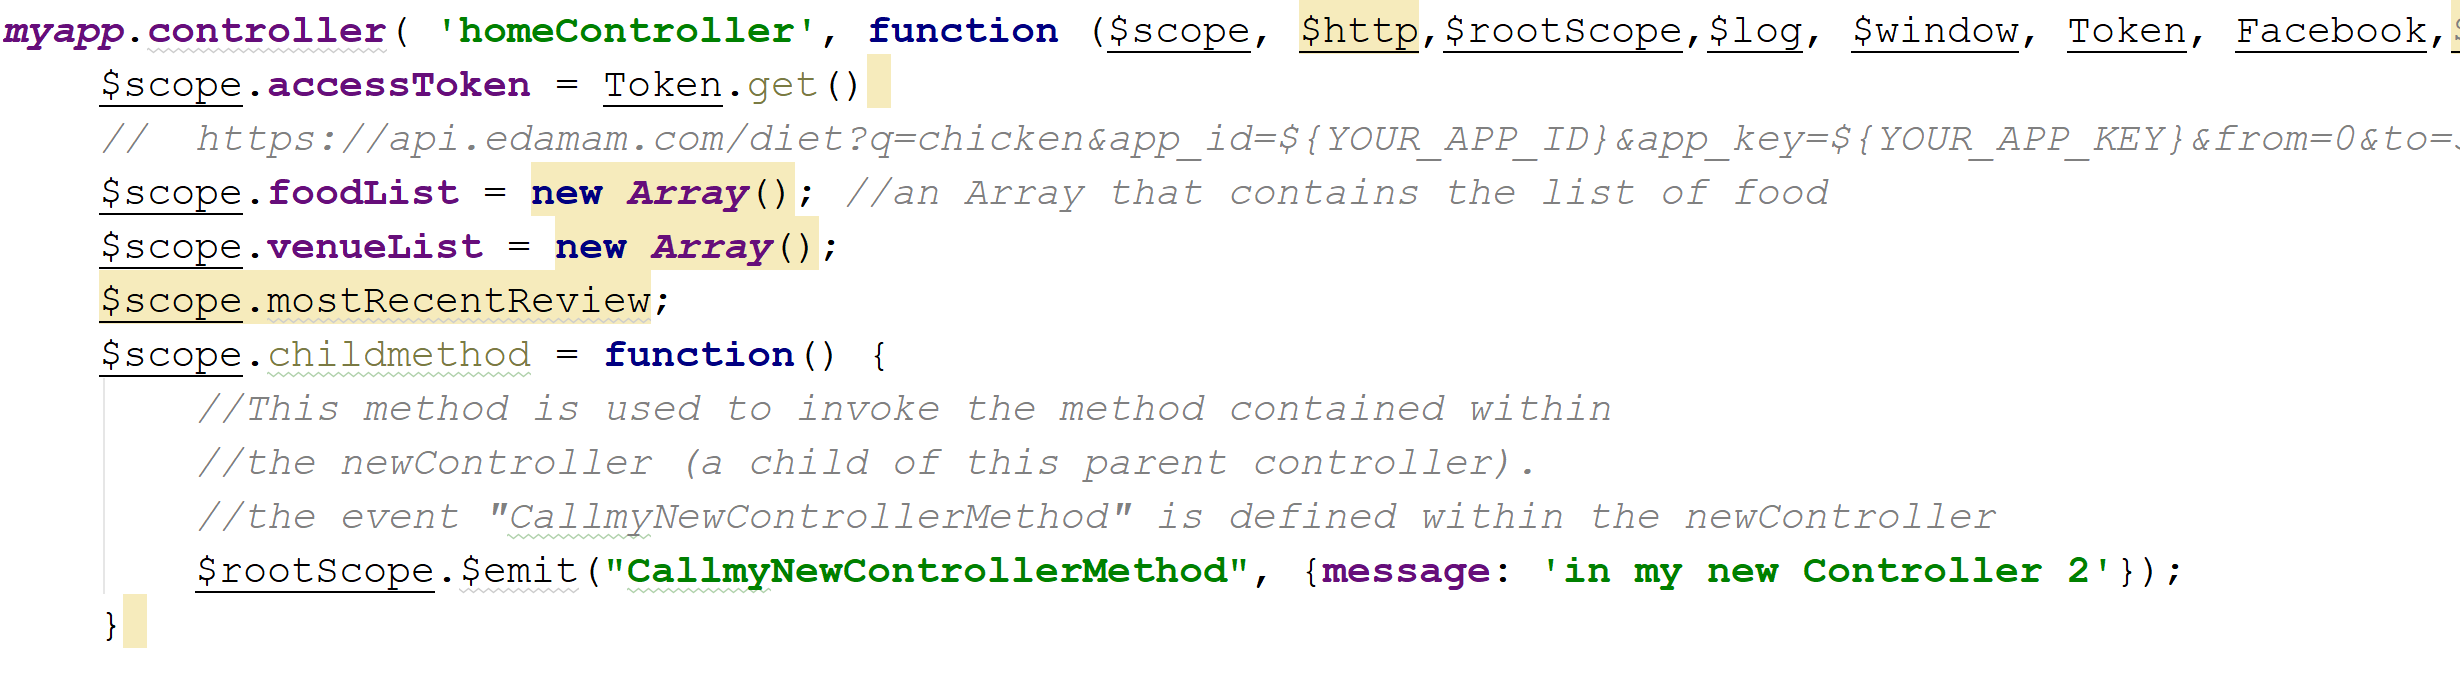 myapp.controller( 'homeController', function ($scope, $http,$rootScope,$log, $window, Token, Facebook,
$scope.accessToken = Token.get()
//  https://api.edamam.com/diet?q=chicken&app_id=${YOUR_APP_ID}&app_key=${YOUR_APP_KEY}&from=0&to=
$scope.foodList = new Array(); //an Array that contains the list of food
$scope.venueList = new Array();
$scope.mostRecentReview;
$scope.childmethod = function() {
//This method is used to invoke the method contained within
//the newController (a child of this parent controller).
//the event "CallmyNewControllerMethod" is defined within the newController
$rootScope.$emit("CallmyNewControllerMethod", {message: 'in my new Controller 2'});
}